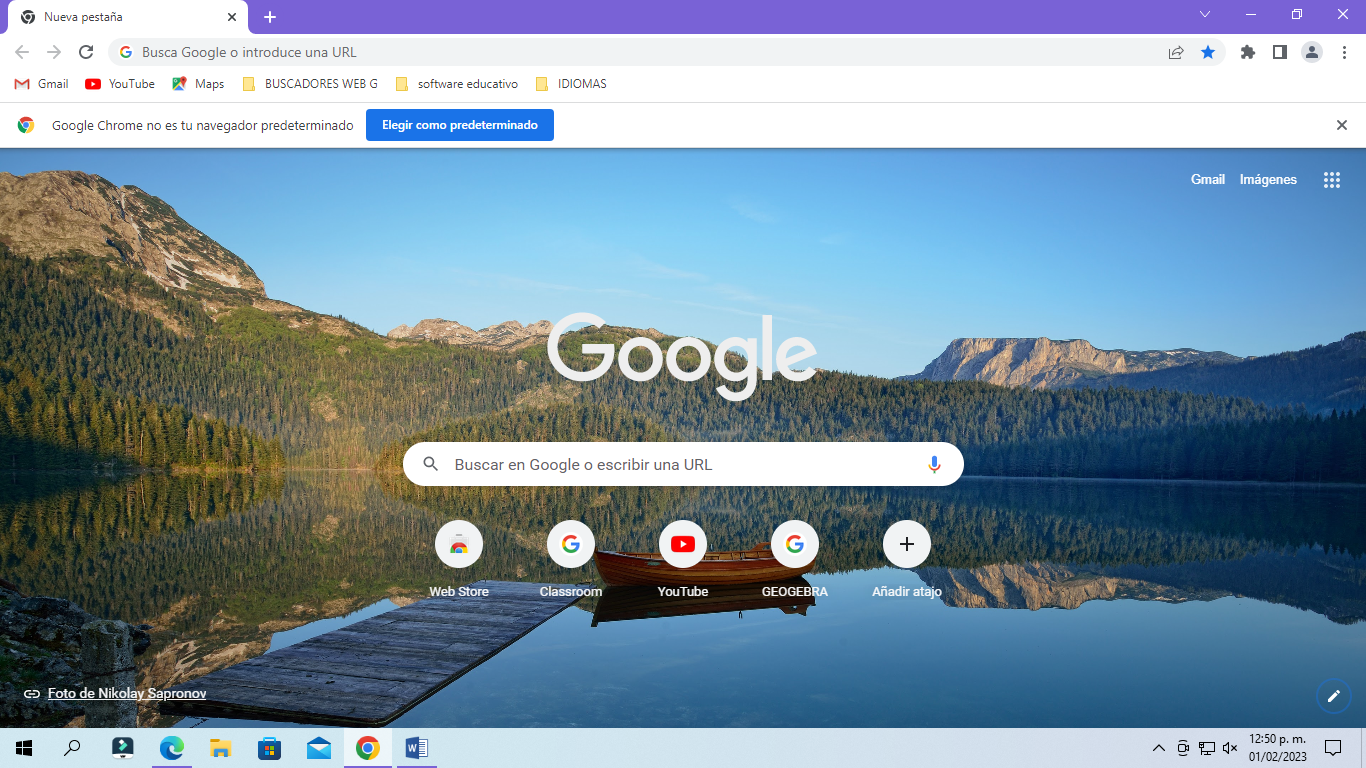 Nueva pestaña
Busca Google o introduce una URL
Gmail YouTube Maps BUSCADORES WEB G software educativo IDIOMAS
Google Chrome no es tu navegador predeterminado Elegir como predeterminado
Gmail Imágenes
Google
Buscar en Google o escribir una URL
Web Store Classroom YouTube GEOGEBRA Añadir atajo
Foto de Nikolay Sapronov
12:50 p. m.
01/02/2023